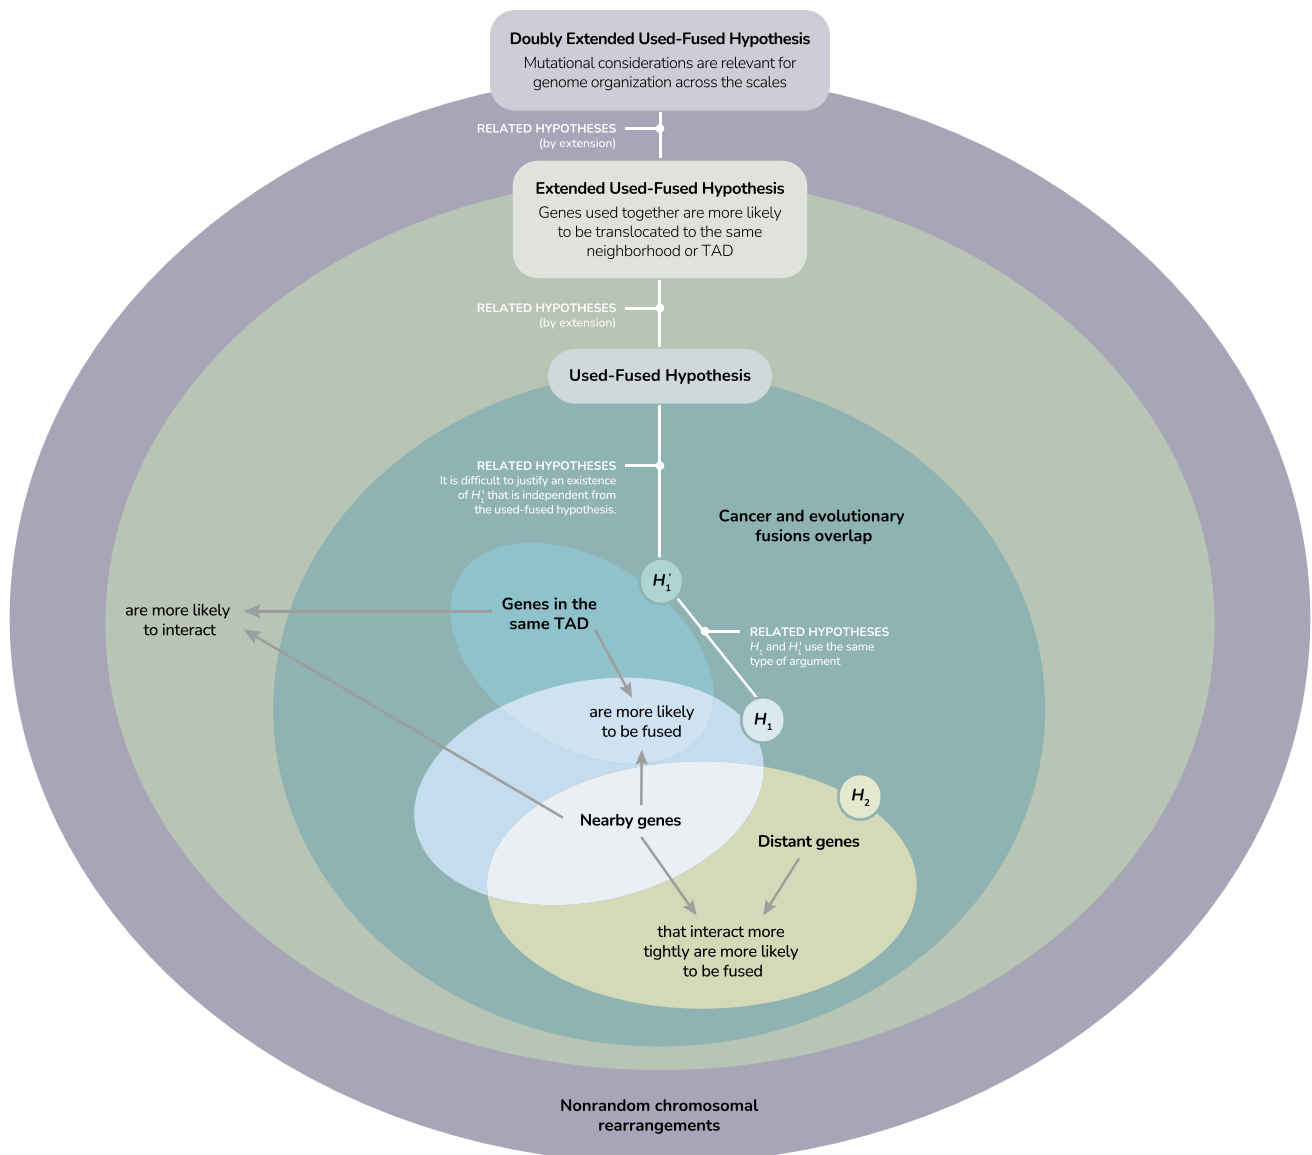 Doubly Extended Used-Fused Hypothesis
Mutational considerations are relevant for
genome organization across the scales
RELATED HYPOTHESES
(by extension)
Extended Used-Fused Hypothesis
Genes used together are more likely
to be translocated to the same
neighborhood or TAD
RELATED HYPOTHESES
(by extension)
Used-Fused Hypothesis
RELATED HYPOTHESES
It is difficult to justify an existence
of H₁' that is independent from
the used-fused hypothesis.
Cancer and evolutionary
fusions overlap
H₁'
Genes in the
same TAD
are more likely
to interact
RELATED HYPOTHESES
H₁ and H₁' use the same
type of argument
are more likely
to be fused
H₁
H₂
Nearby genes
Distant genes
that interact more
tightly are more likely
to be fused
Nonrandom chromosomal
rearrangements